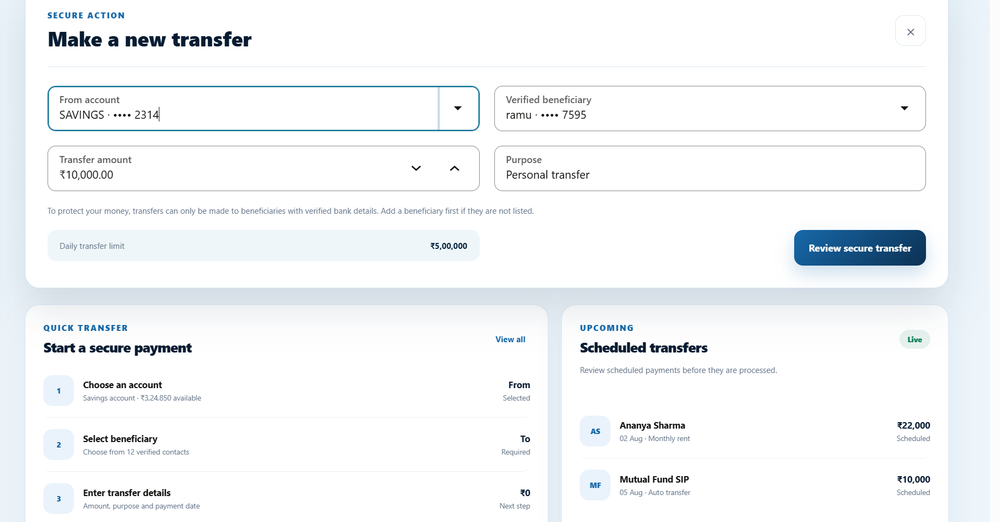 SECURE ACTION
Make a new transfer
×
From account
SAVINGS · •••• 2314
Verified beneficiary
ramu · •••• 7595
Transfer amount
₹10,000.00
Purpose
Personal transfer
To protect your money, transfers can only be made to beneficiaries with verified bank details. Add a beneficiary first if they are not listed.
Daily transfer limit ₹5,00,000
Review secure transfer
QUICK TRANSFER
Start a secure payment
View all
1
Choose an account From
Savings account · ₹3,24,850 available Selected
2
Select beneficiary To
Choose from 12 verified contacts Required
3
Enter transfer details ₹0
Amount, purpose and payment date Next step
UPCOMING
Scheduled transfers
Live
Review scheduled payments before they are processed.
AS
Ananya Sharma ₹22,000
02 Aug · Monthly rent Scheduled
MF
Mutual Fund SIP ₹10,000
05 Aug · Auto transfer Scheduled